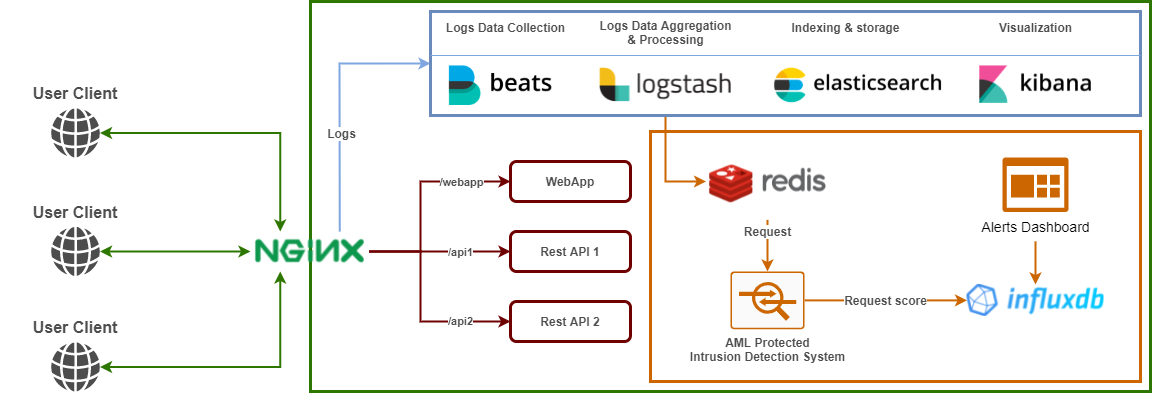 Logs Data Collection
Logs Data Aggregation
& Processing
Indexing & storage
Visualization
beats
logstash
elasticsearch
kibana
User Client
Logs
User Client
User Client
NGINX
/webapp
WebApp
/api1
Rest API 1
/api2
Rest API 2
redis
Request
AML Protected
Intrusion Detection System
Request score
Alerts Dashboard
influxdb